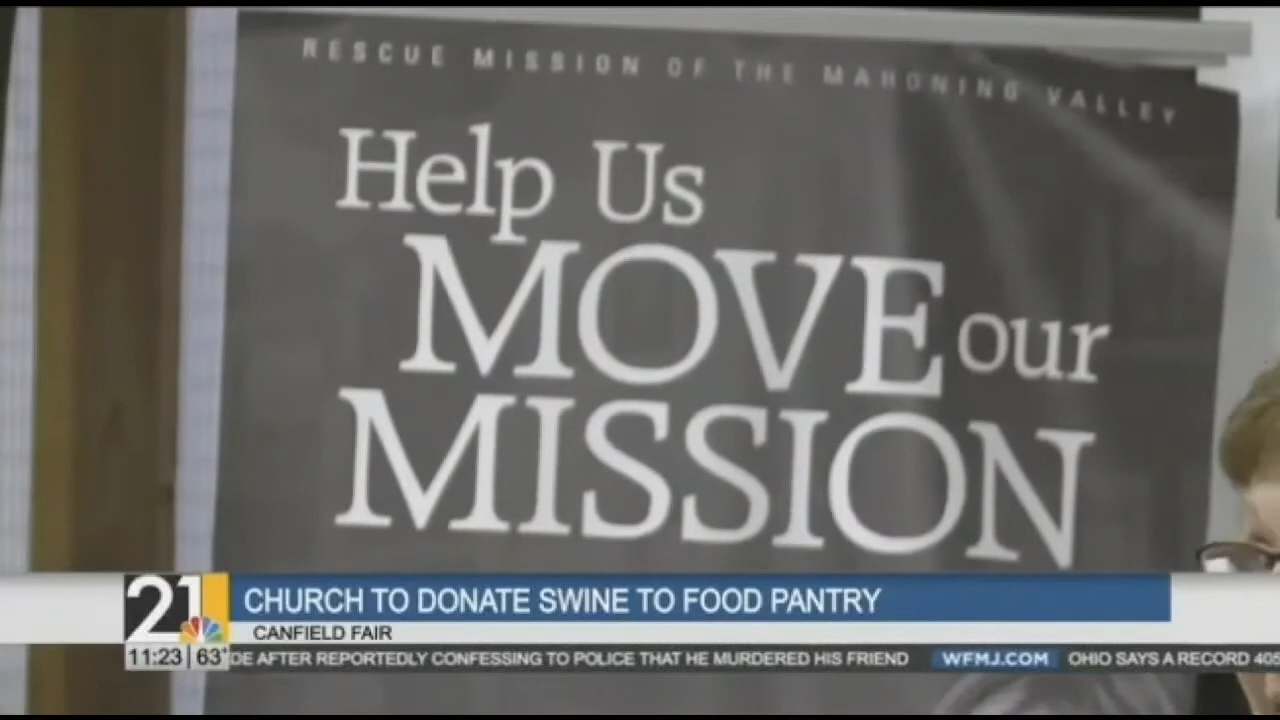 RESCUE MISSION OF THE MAHONING VALLEY
Help Us
MOVE our
MISSION
21
CHURCH TO DONATE SWINE TO FOOD PANTRY
CANFIELD FAIR
11:23 63° DE AFTER REPORTEDLY CONFESSING TO POLICE THAT HE MURDERED HIS FRIEND WFMJ.COM OHIO SAYS A RECORD 405